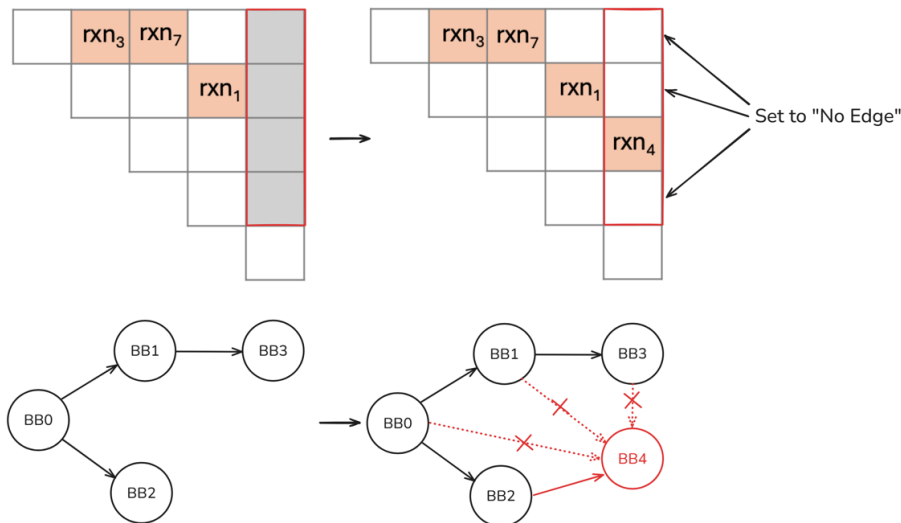 rxn3 rxn7
rxn1
rxn3 rxn7
rxn1
rxn4
Set to "No Edge"
BB1
BB3
BB0
BB2
BB1
BB3
BB0
BB4
BB2